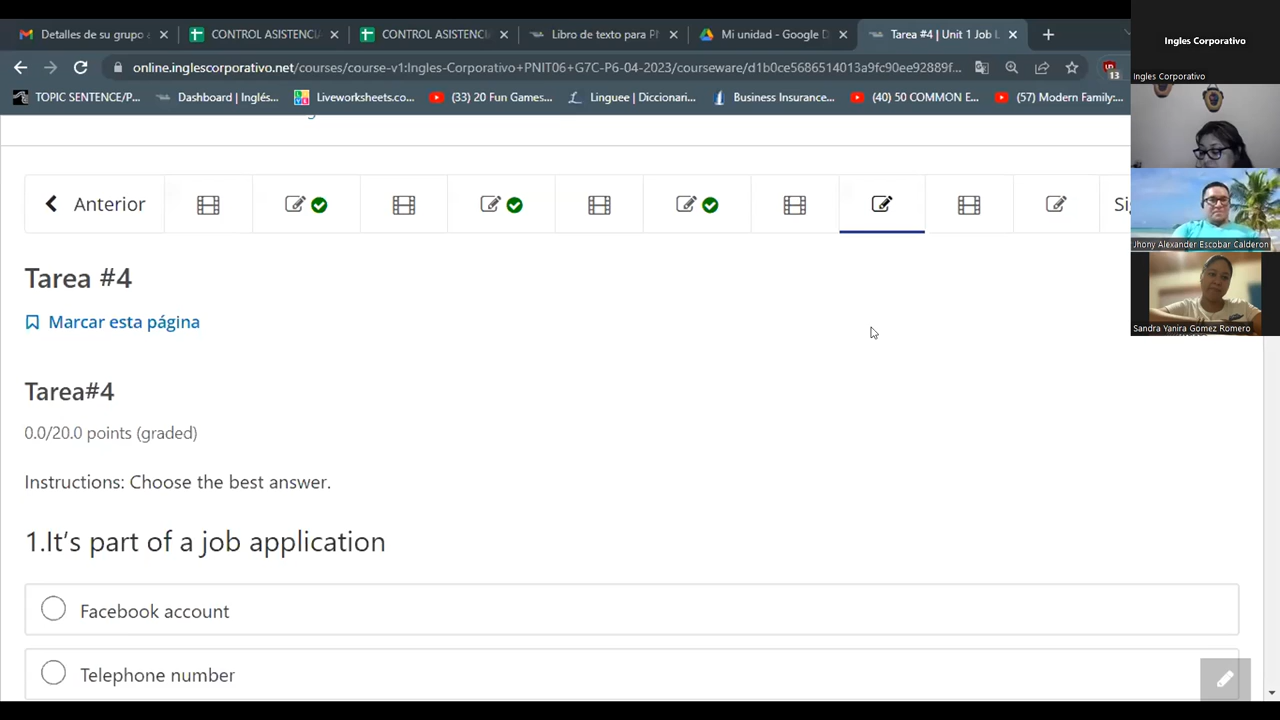 Detalles de su grupo
CONTROL ASISTENCI
CONTROL ASISTENC
Libro de texto para P
Mi unidad - Google D
Tarea #4 | Unit 1 Job L
Ingles Corporativo
online.inglescorporativo.net/courses/course-v1:Ingles-Corporativo+PNIT06+G7C-P6-04-2023/courseware/d1b0ce5686514013a9fc90ee92889f...
13
Ingles Corporativo
TOPIC SENTENCE/P...
Dashboard | Inglés...
Liveworksheets.co...
(33) 20 Fun Games...
Linguee | Diccionari...
Business Insurance...
(40) 50 COMMON E...
(57) Modern Family:...
Anterior
Si
Jhony Alexander Escobar Calderon
Tarea #4
Marcar esta página
Sandra Yanira Gomez Romero
Tarea#4
0.0/20.0 points (graded)
Instructions: Choose the best answer.
1.It's part of a job application
Facebook account
Telephone number